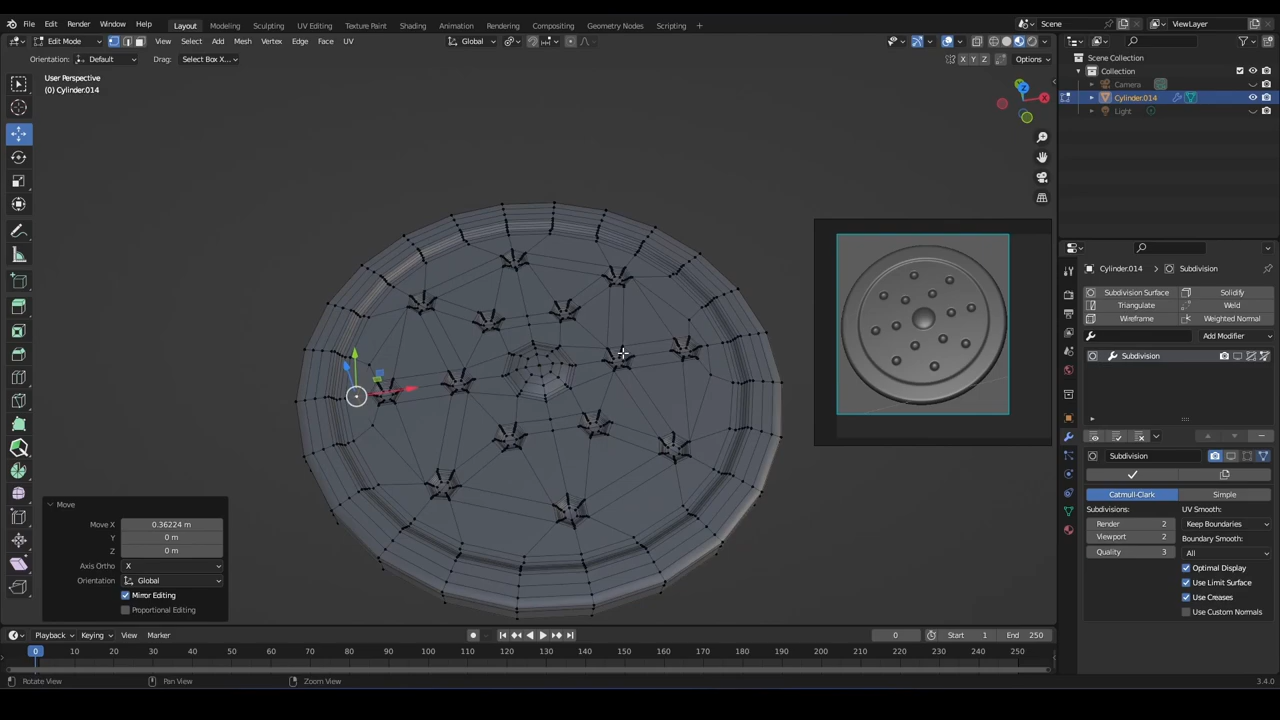 File Edit Render Window Help Layout Modeling Sculpting UV Editing Texture Paint Shading Animation Rendering Compositing Geometry Nodes Scripting + Scene ViewLayer
Edit Mode View Select Add Mesh Vertex Edge Face UV Global
Orientation: Default Drag: Select Box X... X Y Z Options
User Perspective
(0) Cylinder.014
Z
X
Scene Collection
Collection
Camera
Cylinder.014
Light
Cylinder.014 > Subdivision
Subdivision Surface Solidify
Triangulate Weld
Wireframe Weighted Normal
Add Modifier
Subdivision
Subdivision
Catmull-Clark Simple
Subdivisions: UV Smooth:
Render 2 Keep Boundaries
Viewport 2 Boundary Smooth:
Quality 3 All
Optimal Display
Use Limit Surface
Use Creases
Use Custom Normals
Move
Move X 0.36224 m
Y 0 m
Z 0 m
Axis Ortho X
Orientation Global
Mirror Editing
Proportional Editing
Playback Keying View Marker 0 Start 1 End 250
0 10 20 30 40 50 60 70 80 90 100 110 120 130 140 150 160 170 180 190 200 210 220 230 240 250
Rotate View Pan View Zoom View 3.4.0